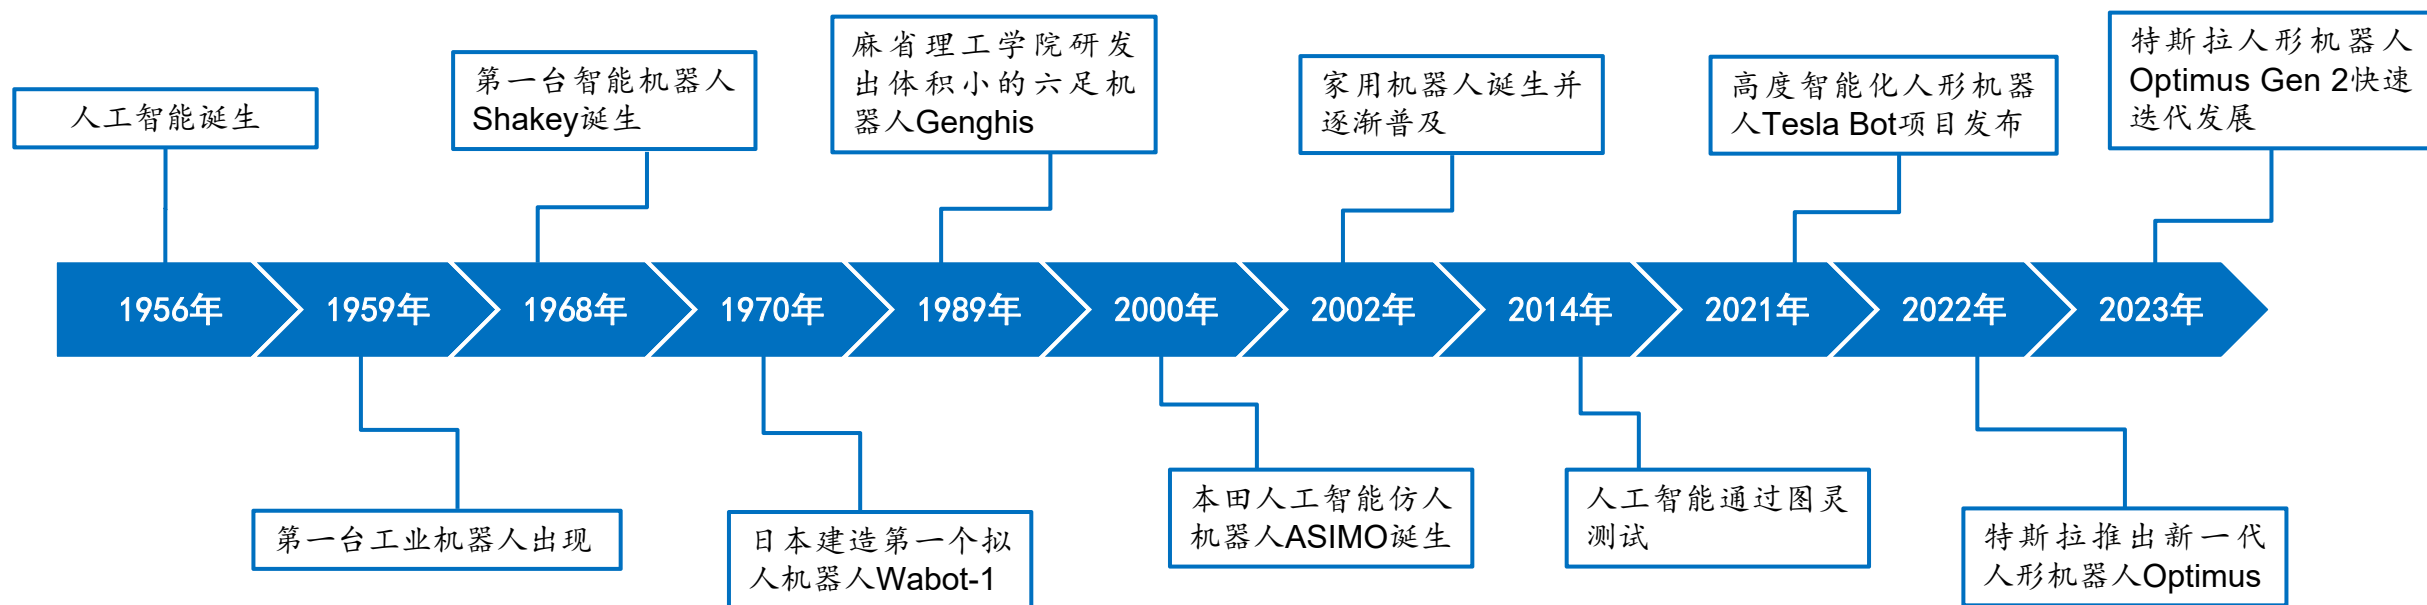 人工智能诞生
第一台智能机器人
Shakey诞生
麻省理工学院研发
出体积小的六足机
器人Genghis
家用机器人诞生并
逐渐普及
高度智能化人形机器
人Tesla Bot项目发布
特斯拉人形机器人
Optimus Gen 2快速
迭代发展
1956年
1959年
1968年
1970年
1989年
2000年
2002年
2014年
2021年
2022年
2023年
第一台工业机器人出现
日本建造第一个拟
人机器人Wabot-1
本田人工智能仿人
机器人ASIMO诞生
人工智能通过图灵
测试
特斯拉推出新一代
人形机器人Optimus